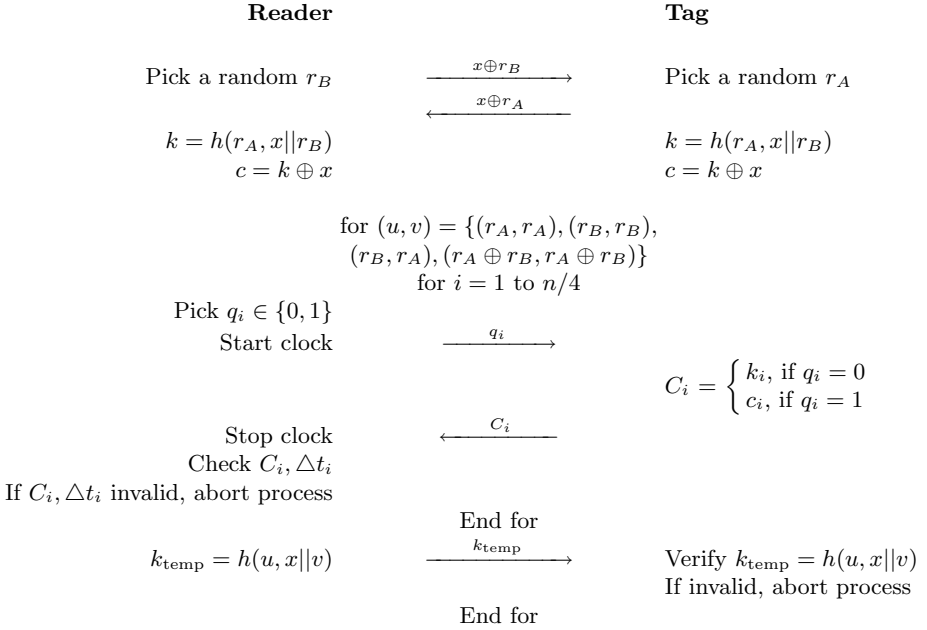 Reader Tag
Pick a random r_B x⊕r_B Pick a random r_A
x⊕r_A
k = h(r_A, x||r_B) k = h(r_A, x||r_B)
c = k ⊕ x c = k ⊕ x
for (u, v) = {(r_A, r_A), (r_B, r_B),
(r_B, r_A), (r_A ⊕ r_B, r_A ⊕ r_B)}
for i = 1 to n/4
Pick q_i ∈ {0, 1}
Start clock q_i
C_i = { k_i, if q_i = 0
c_i, if q_i = 1
Stop clock C_i
Check C_i, △t_i
If C_i, △t_i invalid, abort process
End for
k_temp = h(u, x||v) k_temp Verify k_temp = h(u, x||v)
If invalid, abort process
End for